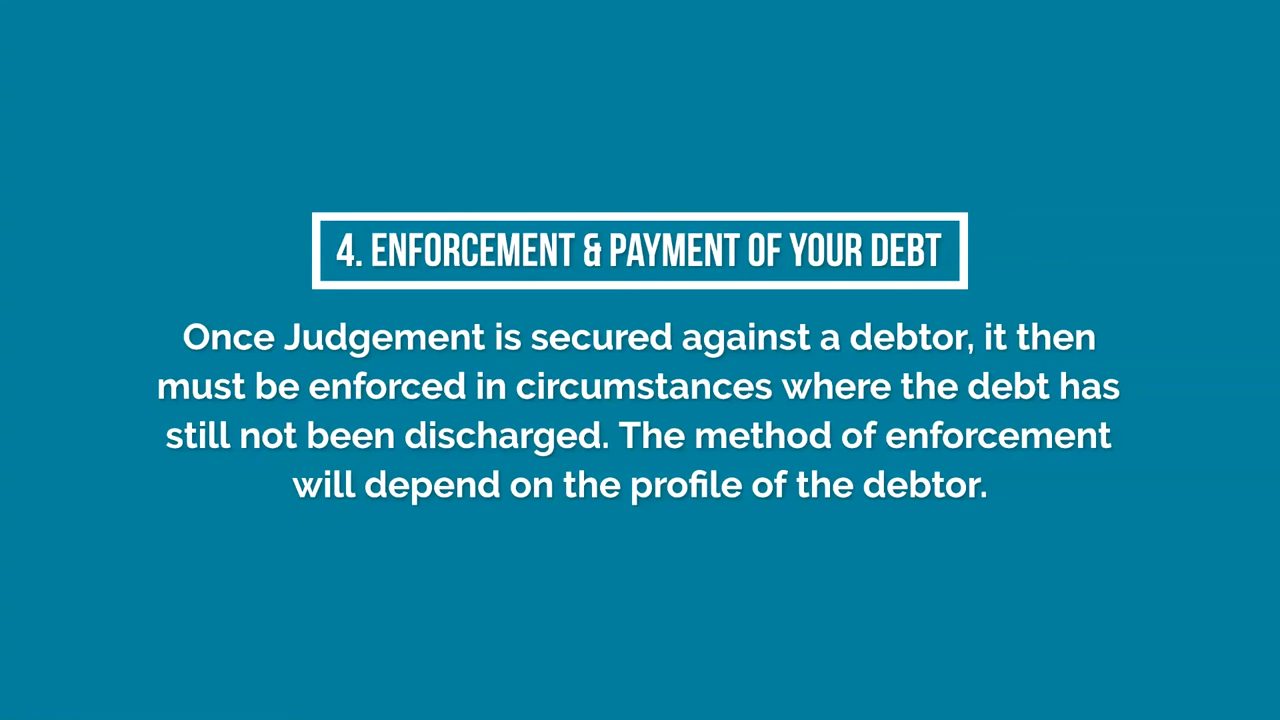 4. ENFORCEMENT & PAYMENT OF YOUR DEBT
Once Judgement is secured against a debtor, it then
must be enforced in circumstances where the debt has
still not been discharged. The method of enforcement
will depend on the profile of the debtor.